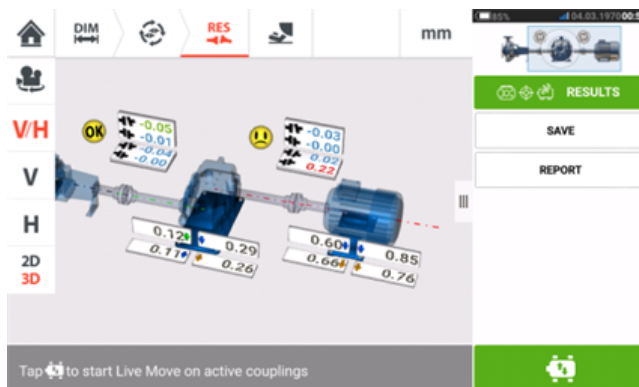 DIM
RES
mm
85%
04.03.1970
RESULTS
SAVE
REPORT
V/H
V
H
2D
3D
OK
-0.05
-0.01
-0.04
-0.00
-0.03
-0.00
0.02
0.22
0.12
0.29
0.11
0.26
0.60
0.85
0.66
0.76
Tap to start Live Move on active couplings